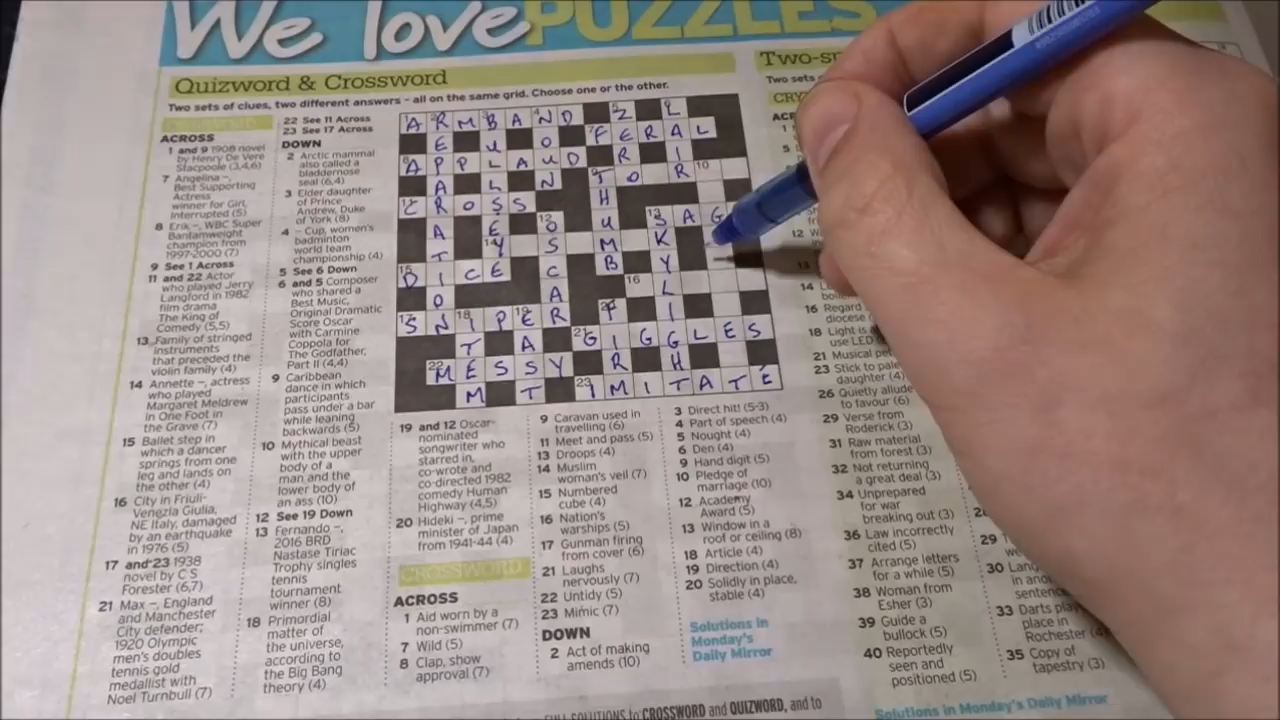 We love PUZZLES
Quizword & Crossword
Two sets of clues, two different answers - all on the same grid. Choose one or the other.
ACROSS
1 and 9 1908 novel
by Henry De Vere
Stacpoole (3,4,6)
7 Angelina –,
Best Supporting
Actress
winner for Girl,
Interrupted (5)
8 Erik –, WBC Super
Bantamweight
champion from
1997-2000 (7)
9 See 1 Across
11 and 22 Actor
who played Jerry
Langford in 1982
film drama
The King of
Comedy (5,5)
13 Family of stringed
instruments
that preceded the
violin family (4)
14 Annette –, actress
who played
Margaret Meldrew
in One Foot in
the Grave (7)
15 Ballet step in
which a dancer
springs from one
leg and lands on
the other (4)
16 City in Friuli-
Venezia Giulia,
NE Italy, damaged
by an earthquake
in 1976 (5)
17 and 23 1938
novel by C S
Forester (6,7)
21 Max –, England
and Manchester
City defender;
1920 Olympic
men's doubles
tennis gold
medallist with
Noel Turnbull (7)
22 See 11 Across
23 See 17 Across
DOWN
2 Arctic mammal
also called a
bladdernose
seal (6,4)
3 Elder daughter
of Prince
Andrew, Duke
of York (8)
4 – Cup, women's
badminton
world team
championship (4)
5 See 6 Down
6 and 5 Composer
who shared a
Best Music,
Original Dramatic
Score Oscar
with Carmine
Coppola for
The Godfather,
Part II (4,4)
9 Caribbean
dance in which
participants
pass under a bar
while leaning
backwards (5)
10 Mythical beast
with the upper
body of a
man and the
lower body of
an ass (10)
12 See 19 Down
13 Fernando –,
2016 BRD
Nastase Tiriac
Trophy singles
tennis
tournament
winner (8)
18 Primordial
matter of
the universe,
according to
the Big Bang
theory (4)
19 and 12 Oscar-
nominated
songwriter who
starred in,
co-wrote and
co-directed 1982
comedy Human
Highway (4,5)
20 Hideki –, prime
minister of Japan
from 1941-44 (4)
CROSSWORD
ACROSS
1 Aid worn by a
non-swimmer (7)
7 Wild (5)
8 Clap, show
approval (7)
9 Caravan used in
travelling (6)
11 Meet and pass (5)
13 Droops (4)
14 Muslim
woman's veil (7)
15 Numbered
cube (4)
16 Nation's
warships (5)
17 Gunman firing
from cover (6)
21 Laughs
nervously (7)
22 Untidy (5)
23 Mimic (7)
DOWN
2 Act of making
amends (10)
3 Direct hit! (5-3)
4 Part of speech (4)
5 Nought (4)
6 Den (4)
9 Hand digit (5)
10 Pledge of
marriage (10)
12 Academy
Award (5)
13 Window in a
roof or ceiling (8)
18 Article (4)
19 Direction (4)
20 Solidly in place,
stable (4)
Solutions in
Monday's
Daily Mirror
ARMBAND
FERAL
APPLAUD
CROSS
SAG
DICE
SNIPER
GIGGLES
MESSY
IMITATE
Two sets
16 Regard
diocese
18 Light is
use LED
21 Musical
23 Stick to
daughter (4)
26 Quietly allude
to favour (6)
29 Verse from
Roderick (3)
31 Raw material
from forest (3)
32 Not returning
a great deal (3)
34 Unprepared
for war
breaking out (3)
36 Law incorrectly
cited (5)
37 Arrange letters
for a while (5)
38 Woman from
Esher (3)
39 Guide a
bullock (5)
40 Reportedly
seen and
positioned (5)
30 Lang
in
sentence
33 Darts
place in
Rochester (4)
35 Copy of
tapestry (3)
Solutions in Monday's Daily Mirror
FULL SOLUTIONS to CROSSWORD and QUIZWORD, and to